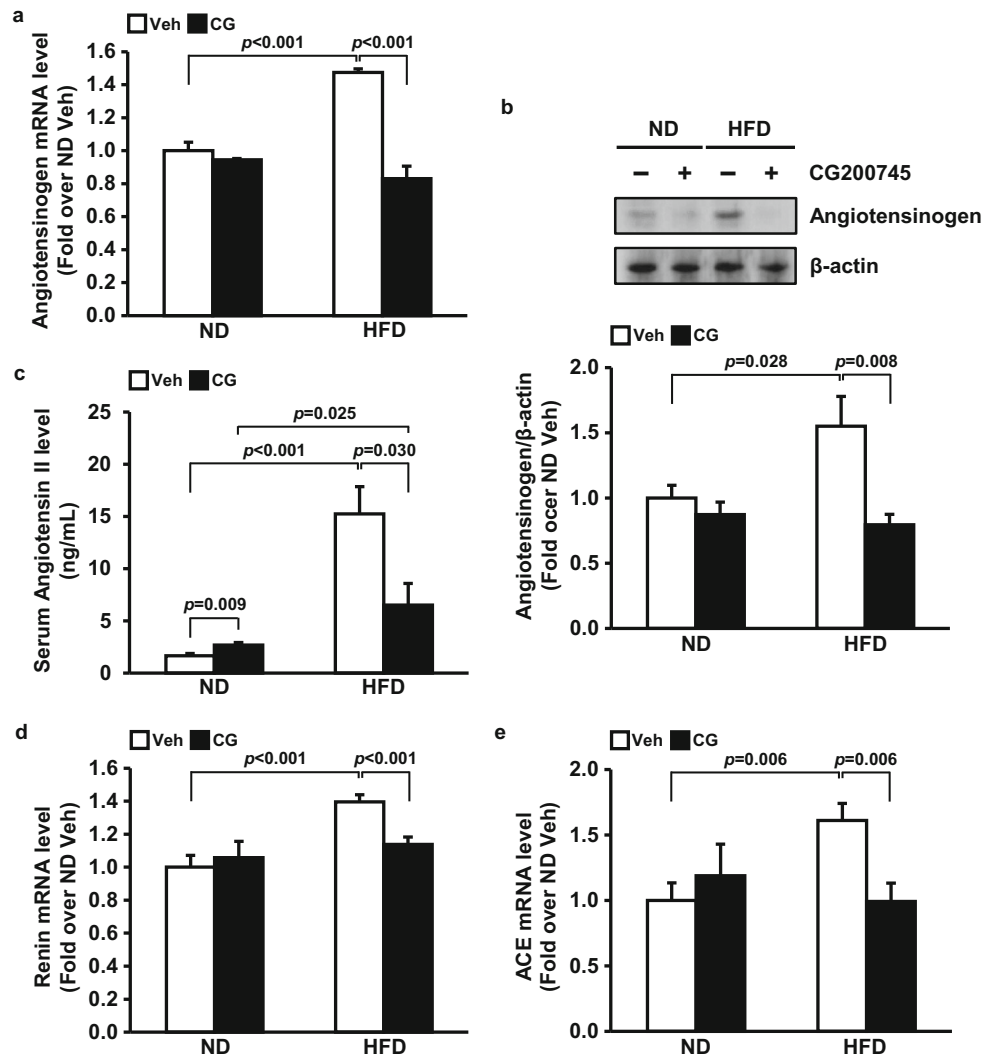 a
Veh CG
p<0.001 p<0.001
Angiotensinogen mRNA level
(Fold over ND Veh)
1.6
1.4
1.2
1.0
0.8
0.6
0.4
0.2
0.0
ND HFD
b
ND HFD
− + − + CG200745
Angiotensinogen
β-actin
Veh CG
p=0.028 p=0.008
Angiotensinogen/β-actin
(Fold ocer ND Veh)
2.0
1.5
1.0
0.5
0.0
ND HFD
c
Veh CG
p=0.025
p<0.001 p=0.030
p=0.009
Serum Angiotensin II level
(ng/mL)
25
20
15
10
5
0
ND HFD
d
Veh CG
p<0.001 p<0.001
Renin mRNA level
(Fold over ND Veh)
1.6
1.4
1.2
1.0
0.8
0.6
0.4
0.2
0.0
ND HFD
e
Veh CG
p=0.006 p=0.006
ACE mRNA level
(Fold over ND Veh)
2.0
1.5
1.0
0.5
0.0
ND HFD